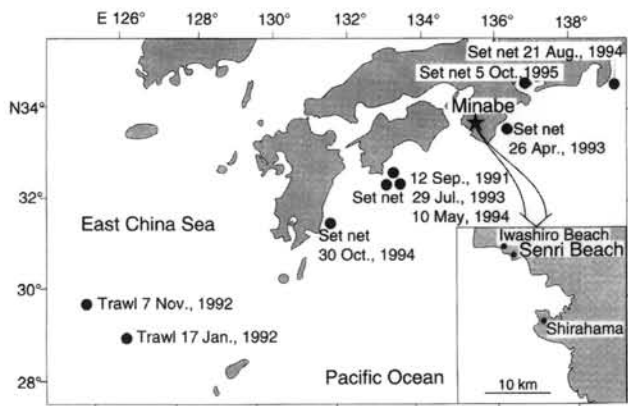 E 126° 128° 130° 132° 134° 136° 138°
Set net 21 Aug., 1994
Set net 5 Oct. 1995
N34°
Minabe
Set net
26 Apr., 1993
12 Sep., 1991
32°
Set net 29 Jul., 1993
10 May, 1994
East China Sea
Set net
30 Oct., 1994
Iwashiro Beach
Senri Beach
30°
Trawl 7 Nov., 1992
Trawl 17 Jan., 1992
Shirahama
28°
Pacific Ocean
10 km